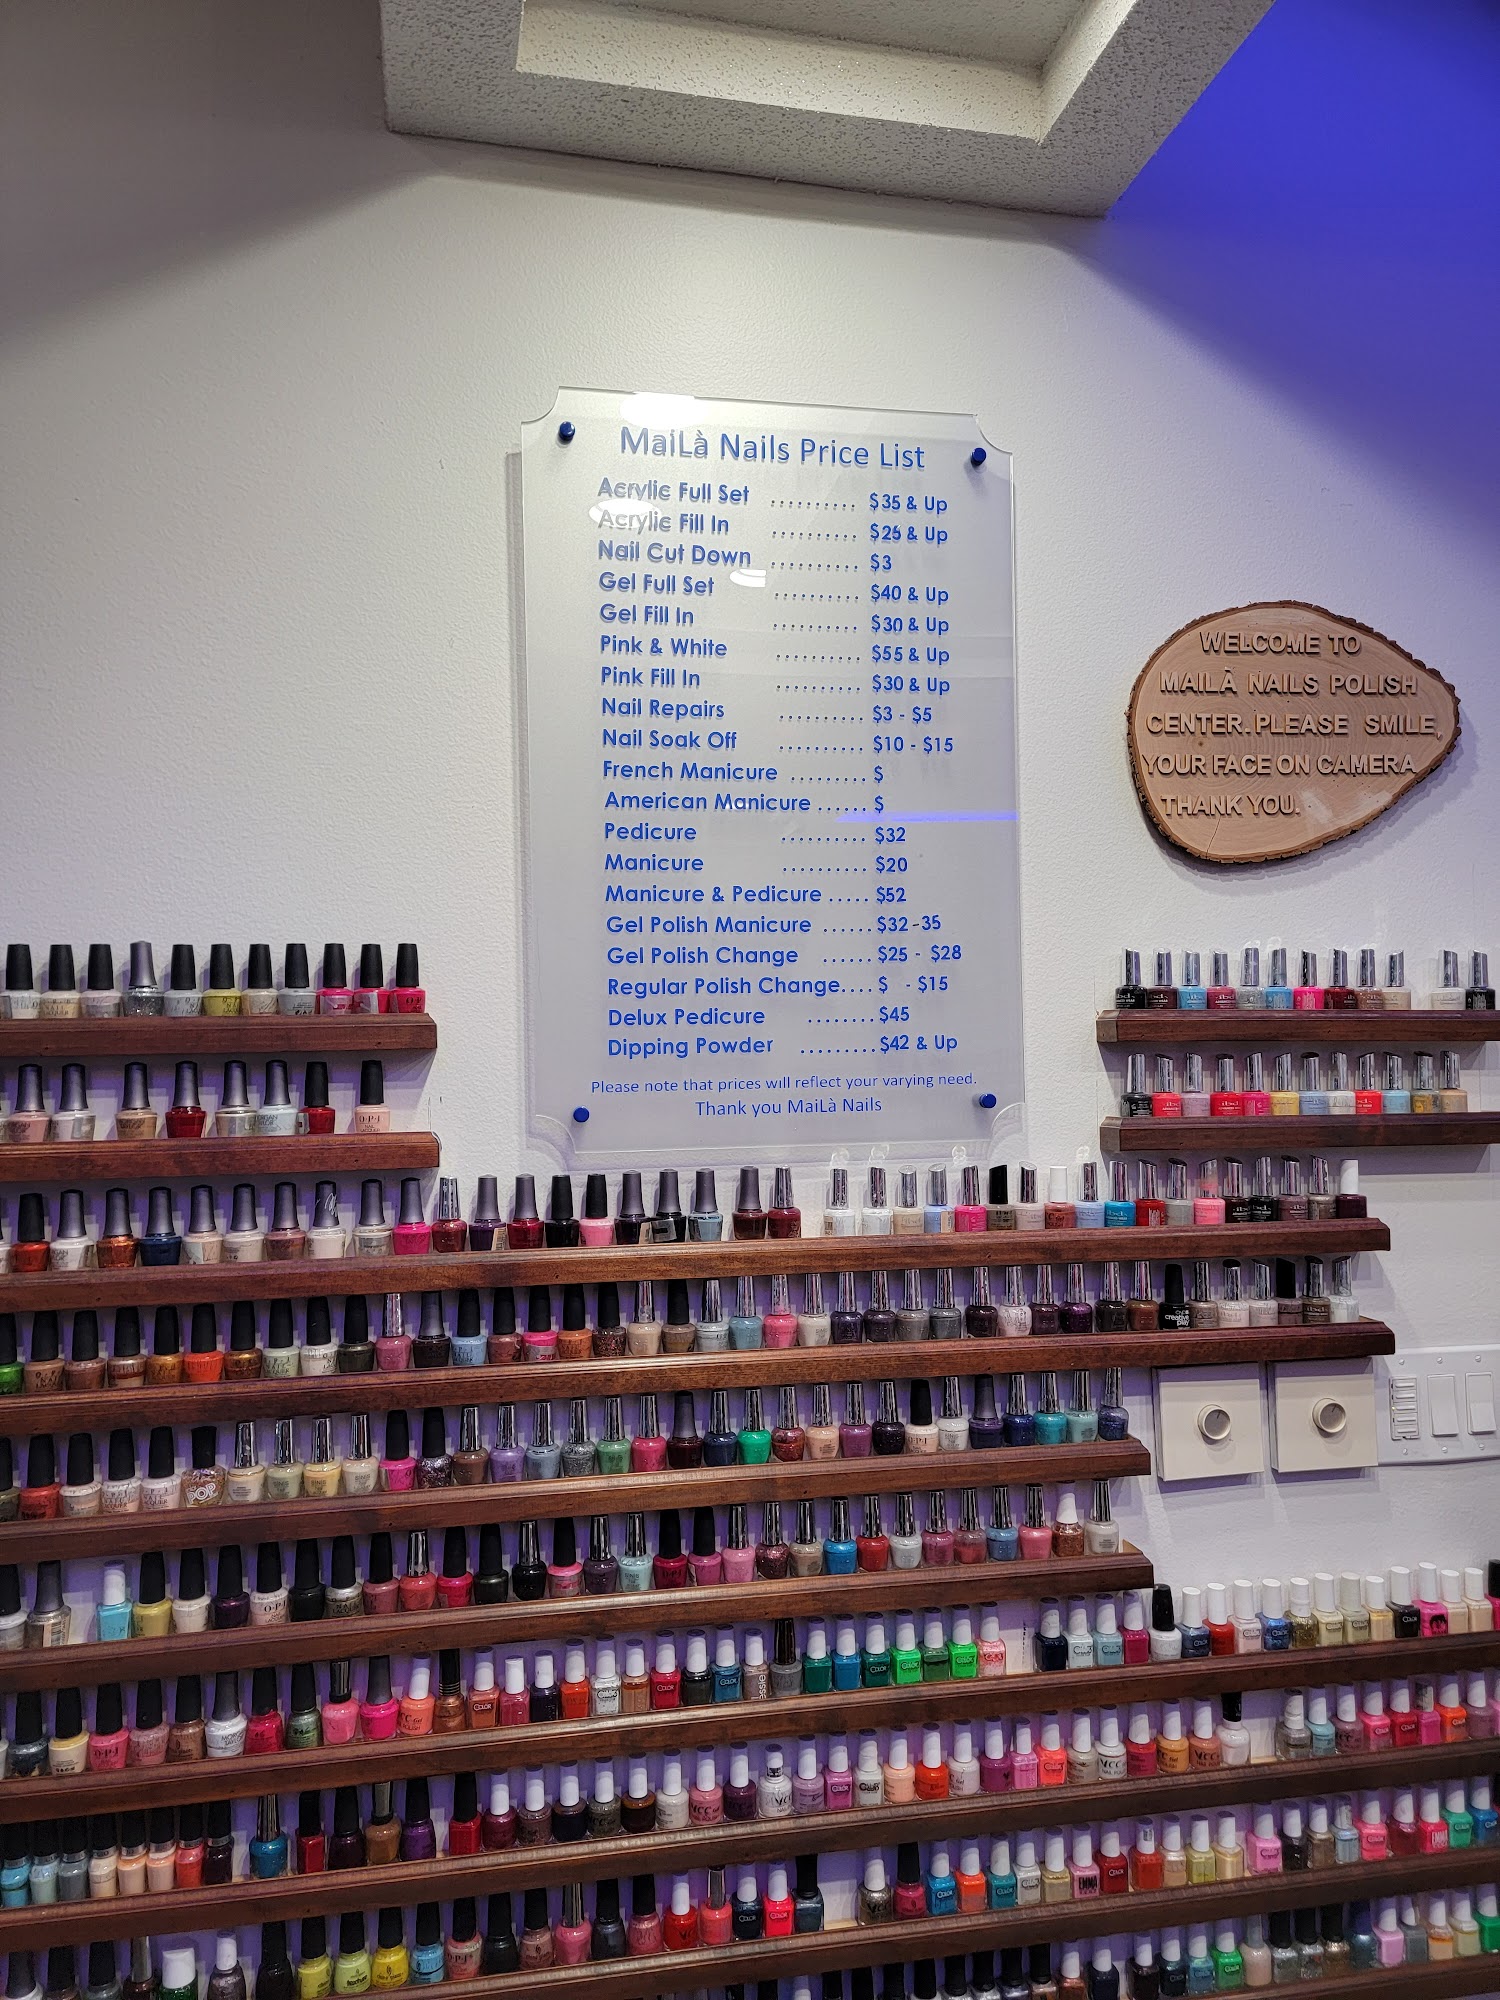 MaiLà Nails Price List
Acrylic Full Set .......... $35 & Up
Acrylic Fill In .......... $25 & Up
Nail Cut Down .......... $3
Gel Full Set .......... $40 & Up
Gel Fill In .......... $30 & Up
Pink & White .......... $55 & Up
Pink Fill In .......... $30 & Up
Nail Repairs .......... $3 - $5
Nail Soak Off .......... $10 - $15
French Manicure ......... $
American Manicure ...... $
Pedicure .......... $32
Manicure .......... $20
Manicure & Pedicure ..... $52
Gel Polish Manicure ...... $32-35
Gel Polish Change ...... $25 - $28
Regular Polish Change.... $ - $15
Delux Pedicure ........ $45
Dipping Powder ......... $42 & Up
Please note that prices will reflect your varying need.
Thank you MaiLà Nails
WELCOME TO
MAILÀ NAILS POLISH
CENTER. PLEASE SMILE,
YOUR FACE ON CAMERA
THANK YOU.